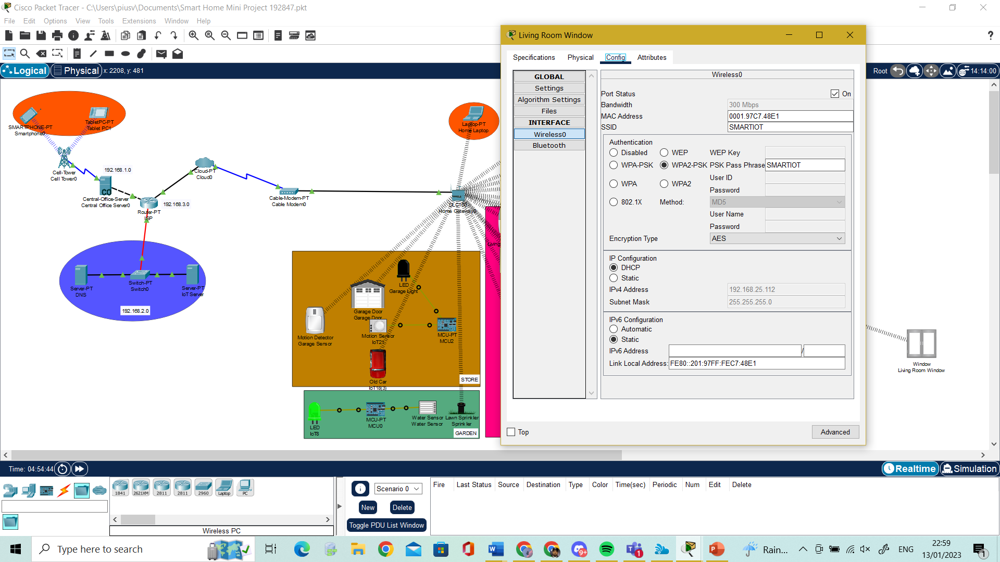 Cisco Packet Tracer - C:\Users\piusv\Documents\Smart Home Mini Project 192847.pkt
File Edit Options View Tools Extensions Window Help
Logical Physical x: 2208, y: 481
Root 14:14:00
SMARTPHONE-PT
Smartphone0
TabletPC-PT
Tablet PC1
Cell-Tower
Cell Tower0
192.168.1.0
CO
Central-Office-Server
Central Office Server0
Router-PT
ISP
192.168.3.0
Cloud-PT
Cloud0
Cable-Modem-PT
Cable Modem0
Laptop-PT
Home Laptop
DLC100
Home Gateway0
Living
Server-PT
DNS
Switch-PT
Switch0
Server-PT
IoT Server
192.168.2.0
LED
Garage Light
Garage Door
Garage Door
Motion Detector
Garage Sensor
Motion Sensor
IoT21
MCU-PT
MCU2
Old Car
IoT18(3)
STORE
LED
IoT8
MCU-PT
MCU0
Water Sensor
Water Sensor
Lawn Sprinkler
Sprinkler
GARDEN
Window
Living Room Window
Living Room Window
Specifications Physical Config Attributes
GLOBAL
Settings
Algorithm Settings
Files
INTERFACE
Wireless0
Bluetooth
Wireless0
Port Status On
Bandwidth 300 Mbps
MAC Address 0001.97C7.48E1
SSID SMARTIOT
Authentication
Disabled WEP WEP Key
WPA-PSK WPA2-PSK PSK Pass Phrase SMARTIOT
User ID
WPA WPA2
Password
802.1X Method: MD5
User Name
Password
Encryption Type AES
IP Configuration
DHCP
Static
IPv4 Address 192.168.25.112
Subnet Mask 255.255.255.0
IPv6 Configuration
Automatic
Static
IPv6 Address /
Link Local Address: FE80::201:97FF:FEC7:48E1
Top Advanced
Time: 04:54:44 Realtime Simulation
1841 2621XM 2811 2811 2960 Laptop PC
Wireless PC
Scenario 0
New Delete
Toggle PDU List Window
Fire Last Status Source Destination Type Color Time(sec) Periodic Num Edit Delete
Type here to search
9+
1
Rain...
ENG
22:59
13/01/2023
1